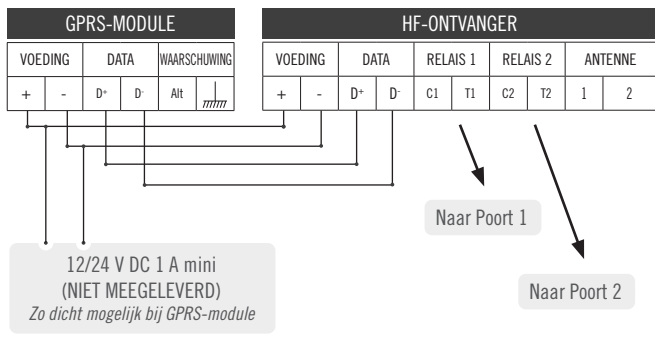 GPRS-MODULE HF-ONTVANGER
VOEDING DATA WAARSCHUWING VOEDING DATA RELAIS 1 RELAIS 2 ANTENNE
+ - D+ D- Alt + - D+ D- C1 T1 C2 T2 1 2
Naar Poort 1
12/24 V DC 1 A mini
(NIET MEEGELEVERD)
Zo dicht mogelijk bij GPRS-module
Naar Poort 2